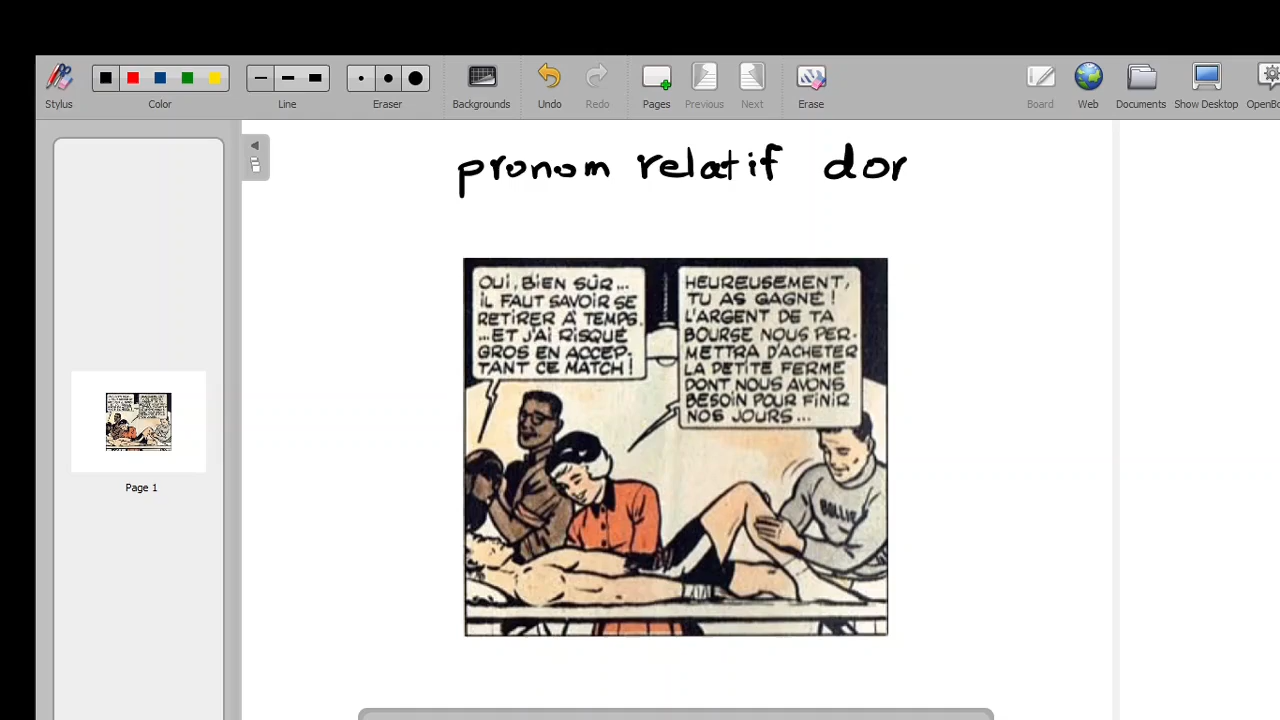 Stylus
Color
Line
Eraser
Backgrounds
Undo
Redo
Pages
Previous
Next
Erase
Board
Web
Documents
Show Desktop
OpenBo
pronom relatif dor
OUI, BIEN SÛR...
IL FAUT SAVOIR SE
RETIRER À TEMPS.
...ET J'AI RISQUÉ
GROS EN ACCEP-
TANT CE MATCH!
HEUREUSEMENT,
TU AS GAGNÉ!
L'ARGENT DE TA
BOURSE NOUS PER-
METTRA D'ACHETER
LA PETITE FERME
DONT NOUS AVONS
BESOIN POUR FINIR
NOS JOURS...
Page 1